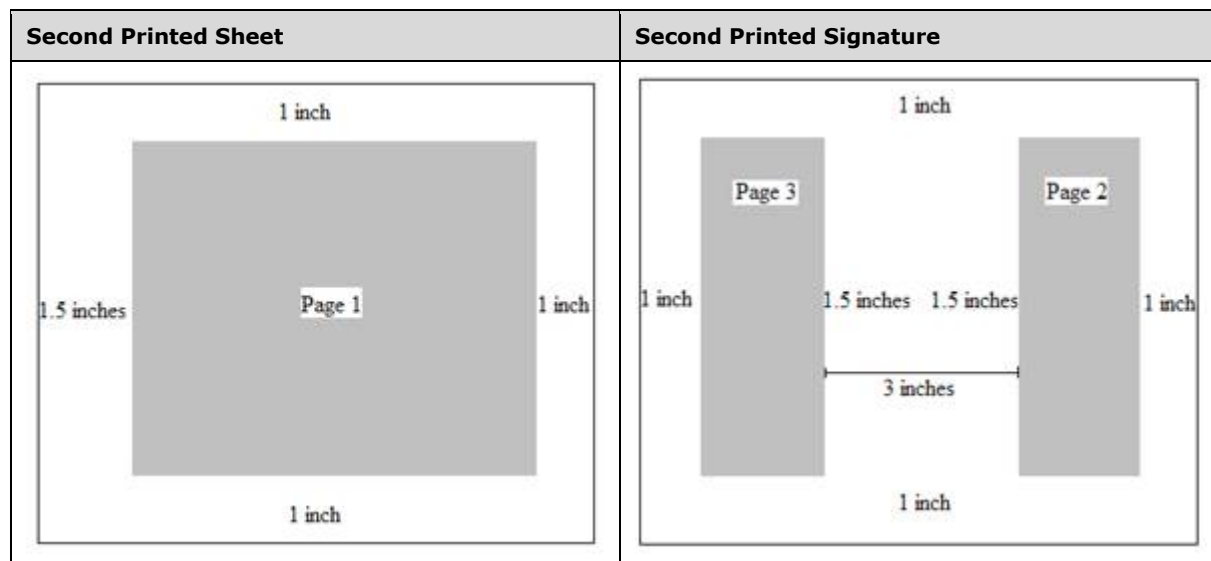 Second Printed Sheet
Second Printed Signature
1 inch
1.5 inches
Page 1
1 inch
1 inch
1 inch
Page 3
Page 2
1 inch
1.5 inches 1.5 inches
1 inch
3 inches
1 inch